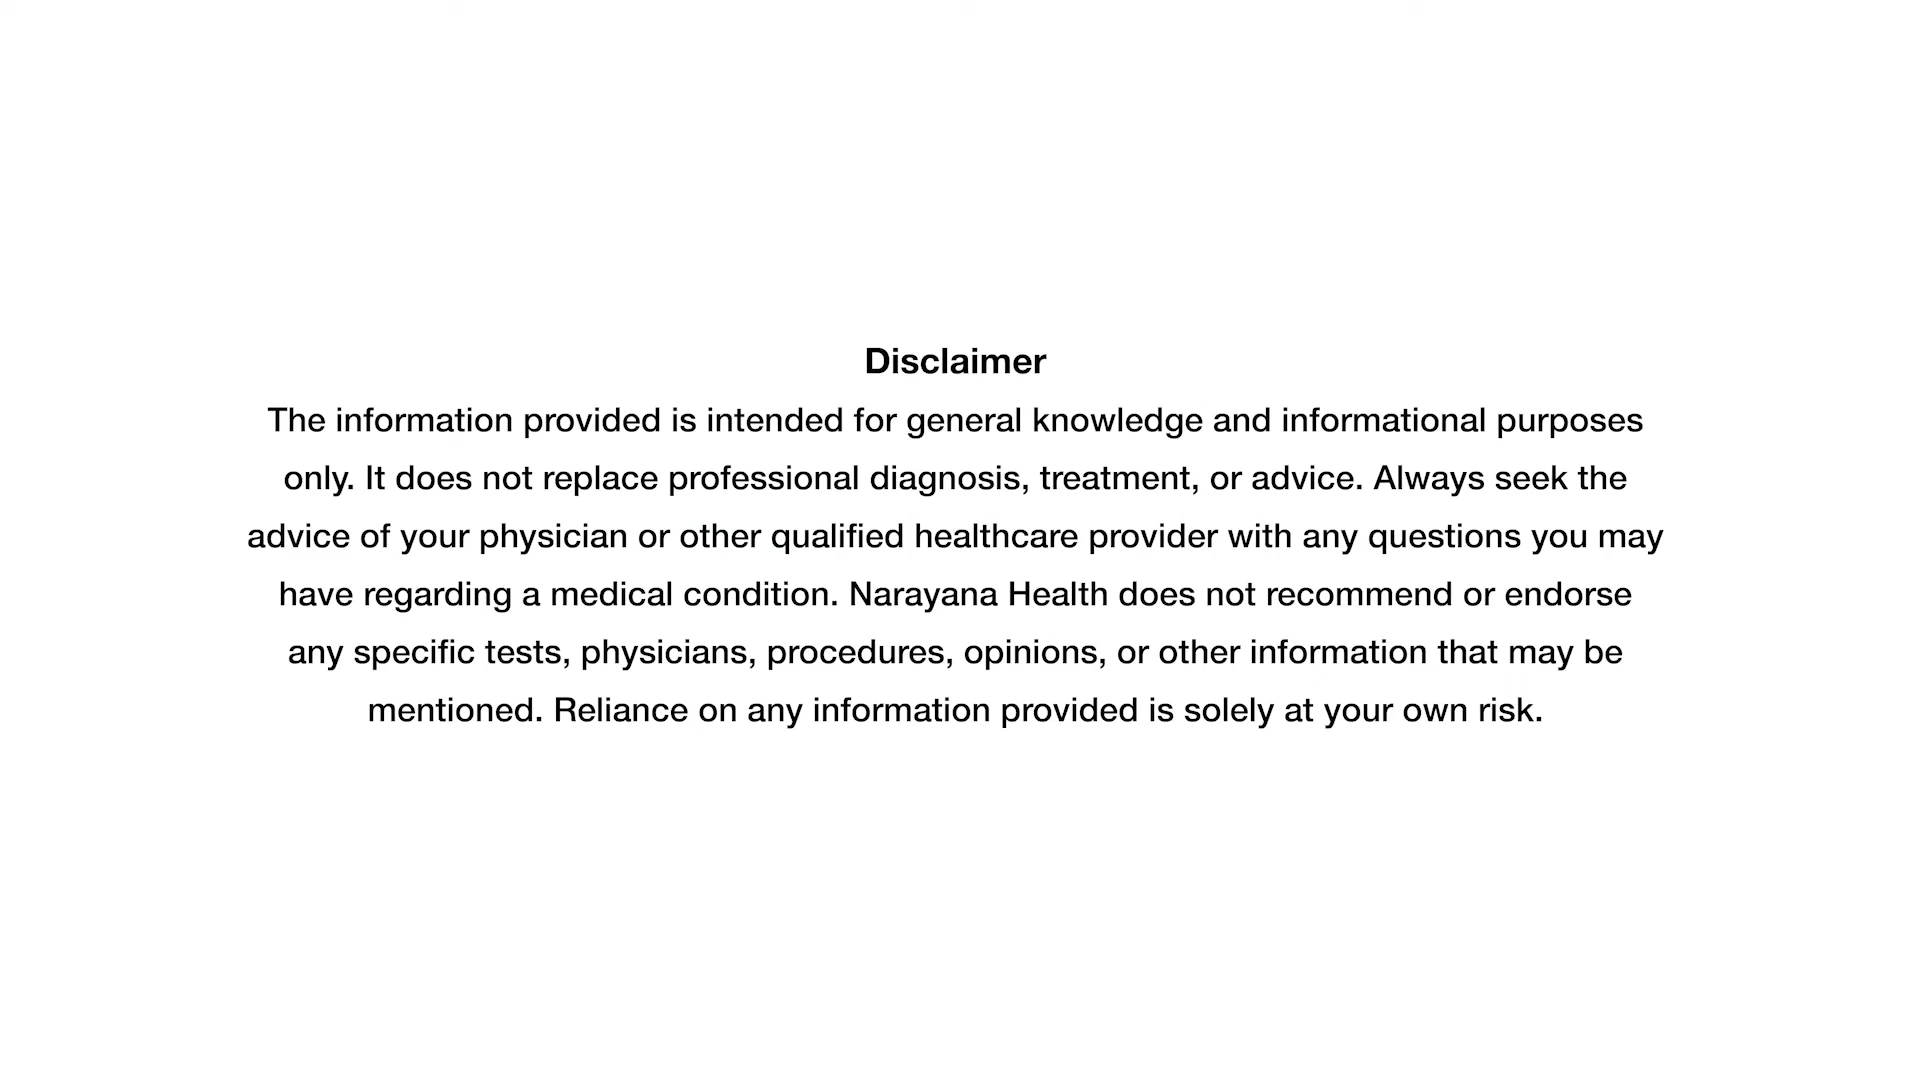 Disclaimer
The information provided is intended for general knowledge and informational purposes
only. It does not replace professional diagnosis, treatment, or advice. Always seek the
advice of your physician or other qualified healthcare provider with any questions you may
have regarding a medical condition. Narayana Health does not recommend or endorse
any specific tests, physicians, procedures, opinions, or other information that may be
mentioned. Reliance on any information provided is solely at your own risk.